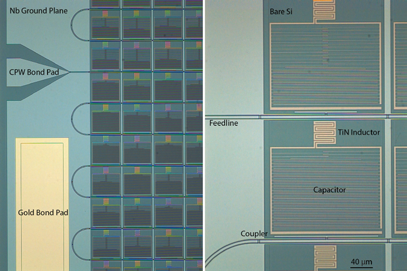 Nb Ground Plane
CPW Bond Pad
Gold Bond Pad
Bare Si
Feedline
TiN Inductor
Capacitor
Coupler
40 µm